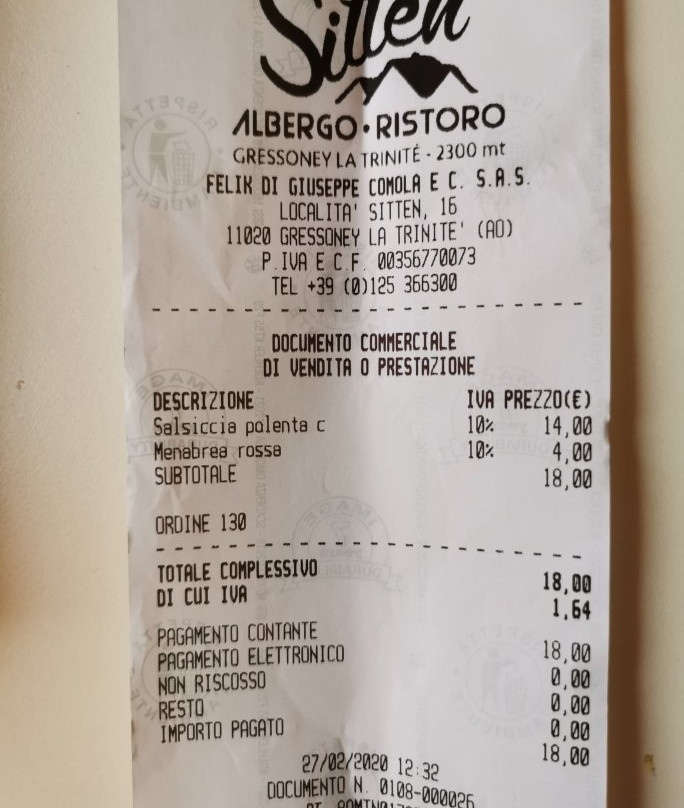 Sitten
ALBERGO • RISTORO
GRESSONEY LA TRINITÉ - 2300 mt
FELIK DI GIUSEPPE COMOLA E C. S.A.S.
LOCALITA' SITTEN, 16
11020 GRESSONEY LA TRINITE' (AO)
P.IVA E C.F. 00356770073
TEL +39 (0)125 366300
DOCUMENTO COMMERCIALE
DI VENDITA O PRESTAZIONE
DESCRIZIONE IVA PREZZO(€)
Salsiccia polenta c 10% 14,00
Menabrea rossa 10% 4,00
SUBTOTALE 18,00
ORDINE 130
TOTALE COMPLESSIVO 18,00
DI CUI IVA 1,64
PAGAMENTO CONTANTE 18,00
PAGAMENTO ELETTRONICO 0,00
NON RISCOSSO 0,00
RESTO 0,00
IMPORTO PAGATO 18,00
27/02/2020 12:32
DOCUMENTO N. 0108-000026